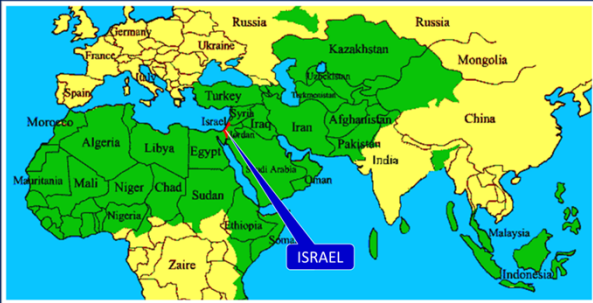 Russia
Russia
Germany
Ukraine
France
Kazakhstan
Mongolia
Italy
Uzbekistan
Spain
Turkey
Turkmenistan
Syria
Morocco
Israel
Iraq
Iran
Afghanistan
China
Jordan
Algeria
Libya
Egypt
Pakistan
India
Saudi Arabia
Oman
Mauritania
Mali
Niger
Chad
Sudan
Nigeria
Ethiopia
Malaysia
Zaire
ISRAEL
Indonesia